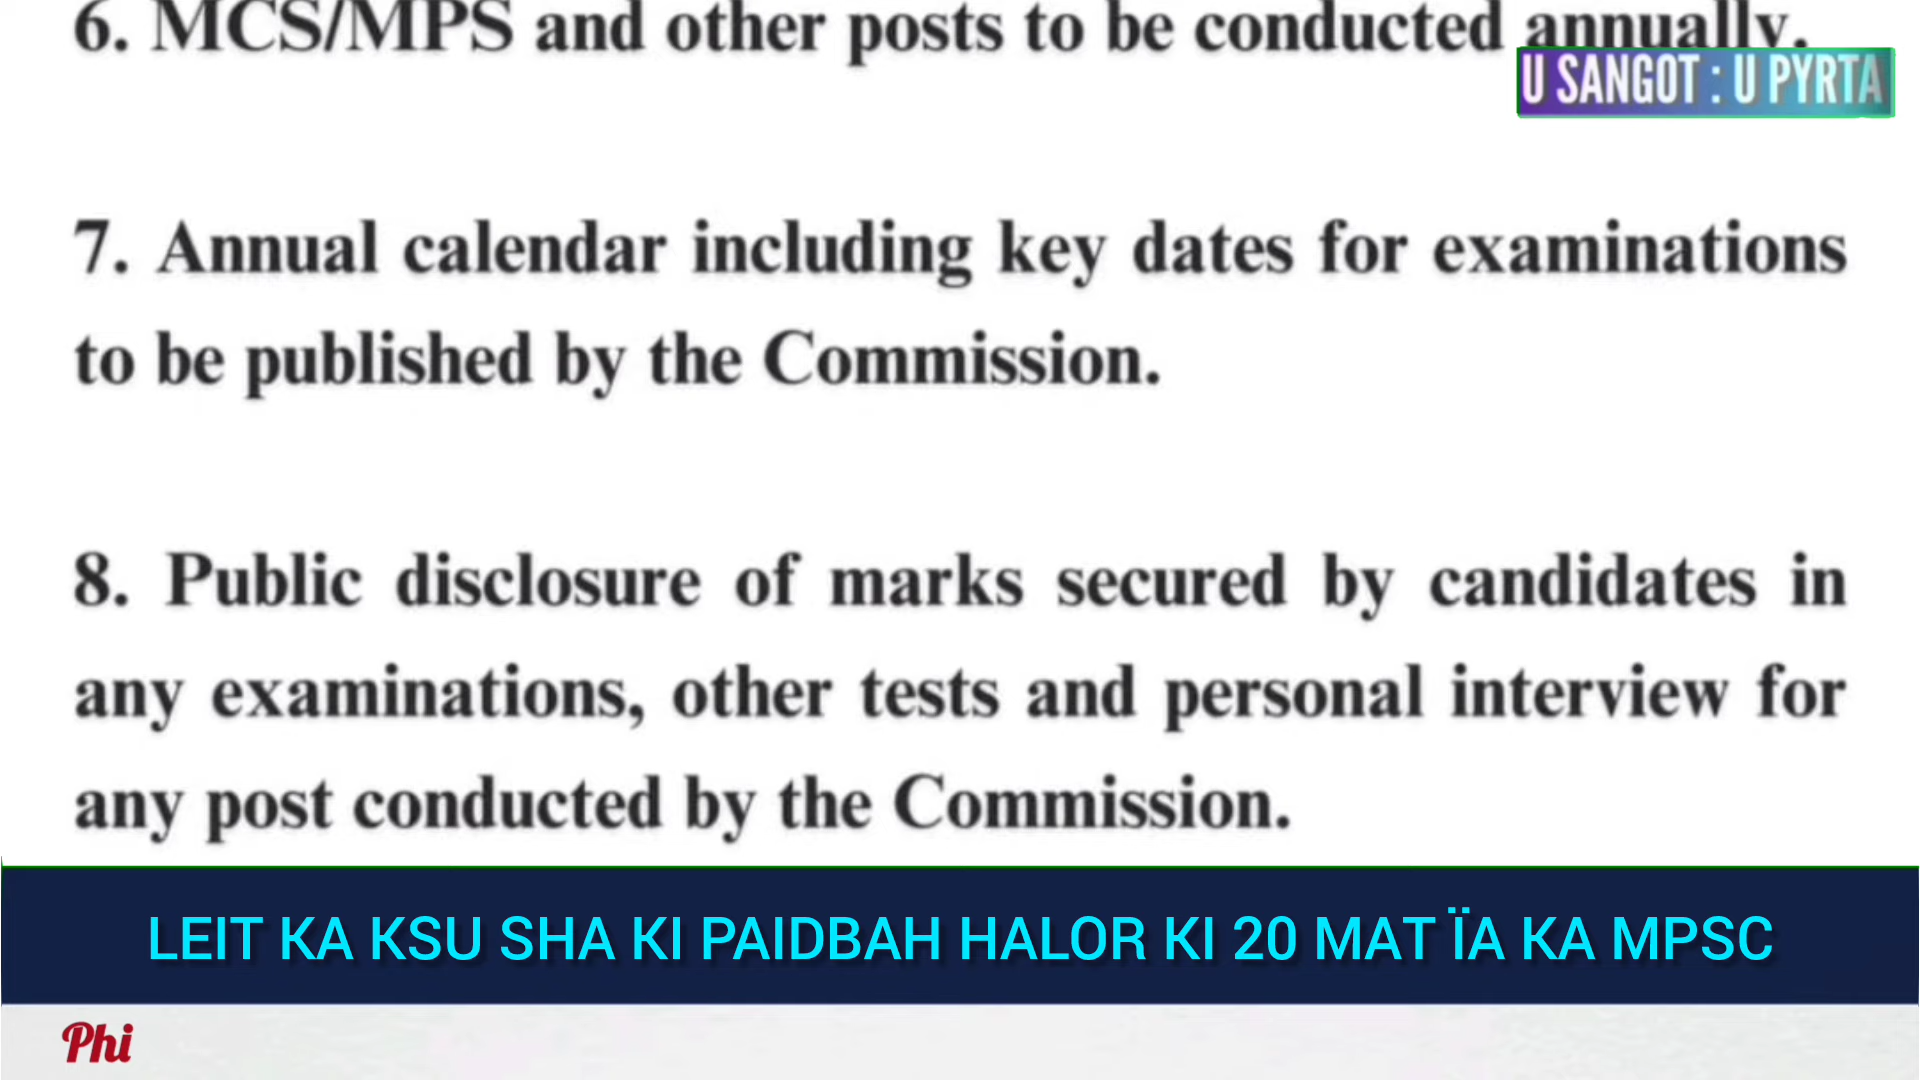 6. MCS/MPS and other posts to be conducted annually.
U SANGOT : U PYRTA
7. Annual calendar including key dates for examinations
to be published by the Commission.
8. Public disclosure of marks secured by candidates in
any examinations, other tests and personal interview for
any post conducted by the Commission.
LEIT KA KSU SHA KI PAIDBAH HALOR KI 20 MAT ÏA KA MPSC
Phi